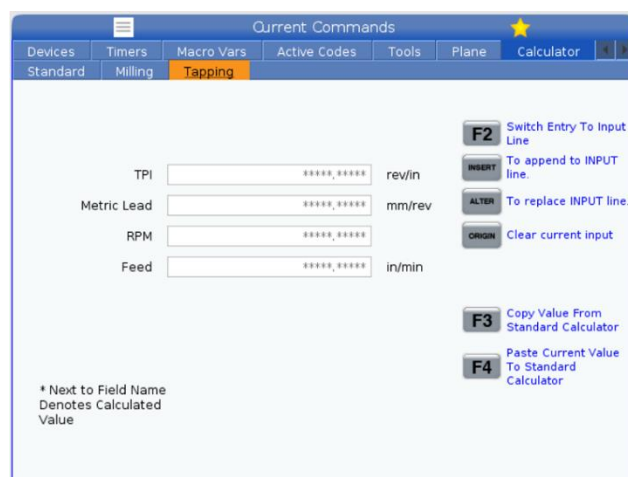 Current Commands
Devices Timers Macro Vars Active Codes Tools Plane Calculator
Standard Milling Tapping
F2 Switch Entry To Input
Line
INSERT To append to INPUT
line.
TPI *****.***** rev/in
ALTER To replace INPUT line.
Metric Lead *****.***** mm/rev
ORIGIN Clear current input
RPM *****.*****
Feed *****.***** in/min
F3 Copy Value From
Standard Calculator
F4 Paste Current Value
To Standard
Calculator
* Next to Field Name
Denotes Calculated
Value